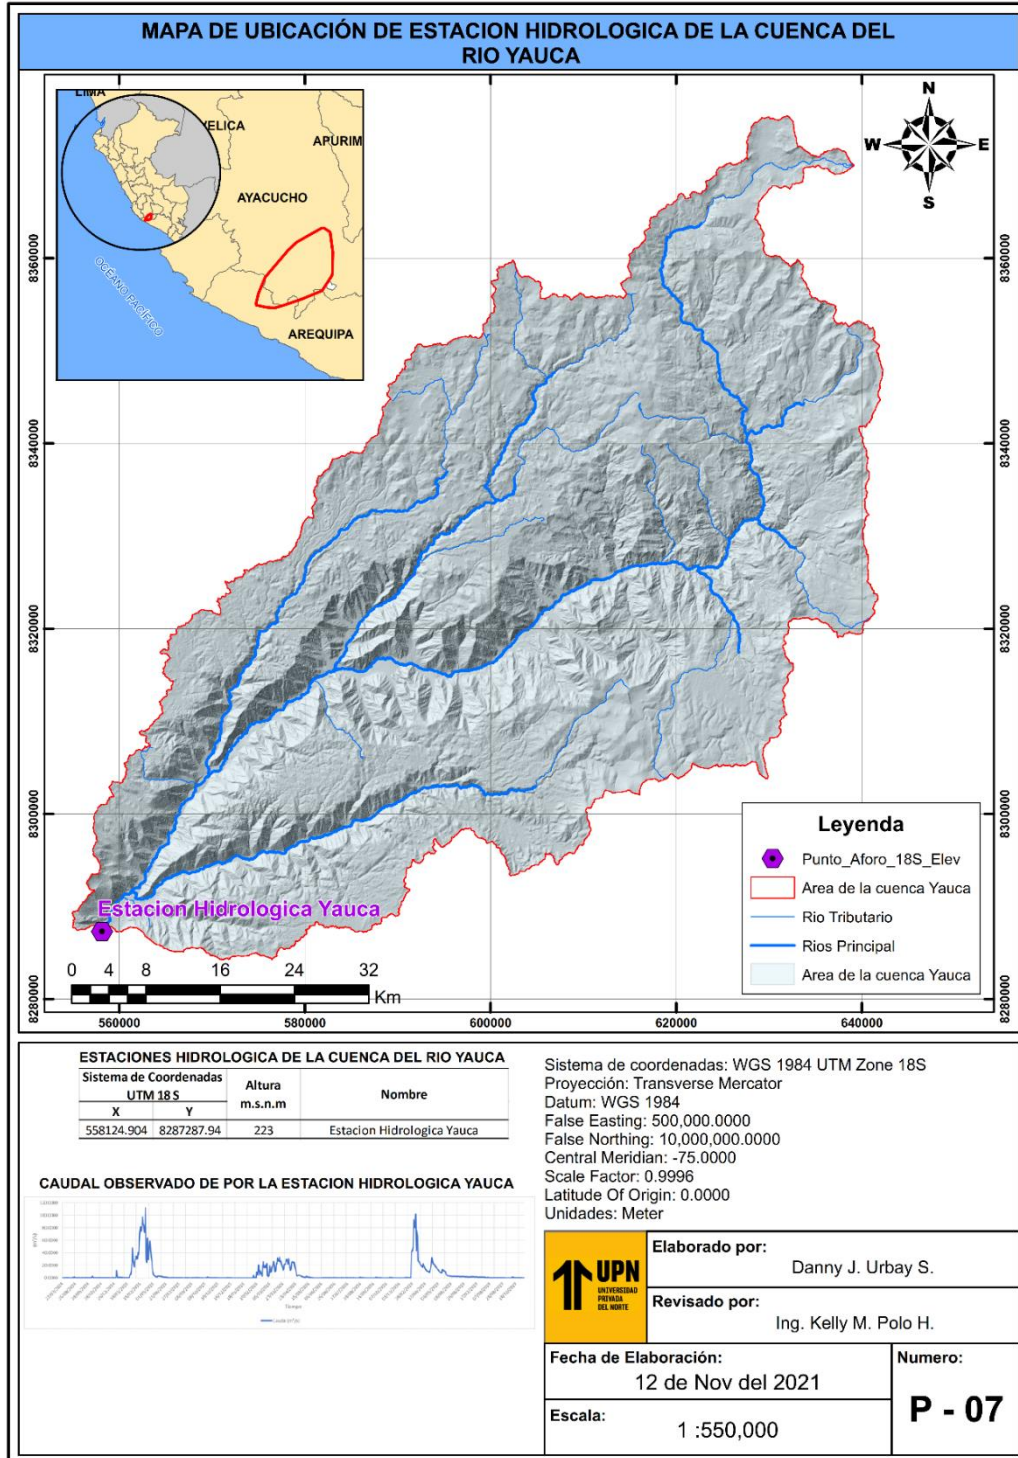 MAPA DE UBICACIÓN DE ESTACION HIDROLOGICA DE LA CUENCA DEL
RIO YAUCA
LIMA
VELICA
APURIM
AYACUCHO
AREQUIPA
OCÉANO PACÍFICO
N
W E
S
8360000
8340000
8320000
8300000
8280000
8360000
8340000
8320000
8300000
8280000
Estacion Hidrologica Yauca
0 4 8 16 24 32
Km
560000 580000 600000 620000 640000
Leyenda
Punto_Aforo_18S_Elev
Area de la cuenca Yauca
Rio Tributario
Rios Principal
Area de la cuenca Yauca
ESTACIONES HIDROLOGICA DE LA CUENCA DEL RIO YAUCA
Sistema de Coordenadas
UTM 18 S
Altura
m.s.n.m
Nombre
X Y
558124.904 8287287.94 223 Estacion Hidrologica Yauca
CAUDAL OBSERVADO DE POR LA ESTACION HIDROLOGICA YAUCA
Tiempo
Sistema de coordenadas: WGS 1984 UTM Zone 18S
Proyección: Transverse Mercator
Datum: WGS 1984
False Easting: 500,000.0000
False Northing: 10,000,000.0000
Central Meridian: -75.0000
Scale Factor: 0.9996
Latitude Of Origin: 0.0000
Unidades: Meter
UPN
UNIVERSIDAD
PRIVADA
DEL NORTE
Elaborado por:
Danny J. Urbay S.
Revisado por:
Ing. Kelly M. Polo H.
Fecha de Elaboración:
12 de Nov del 2021
Escala:
1 :550,000
Numero:
P - 07